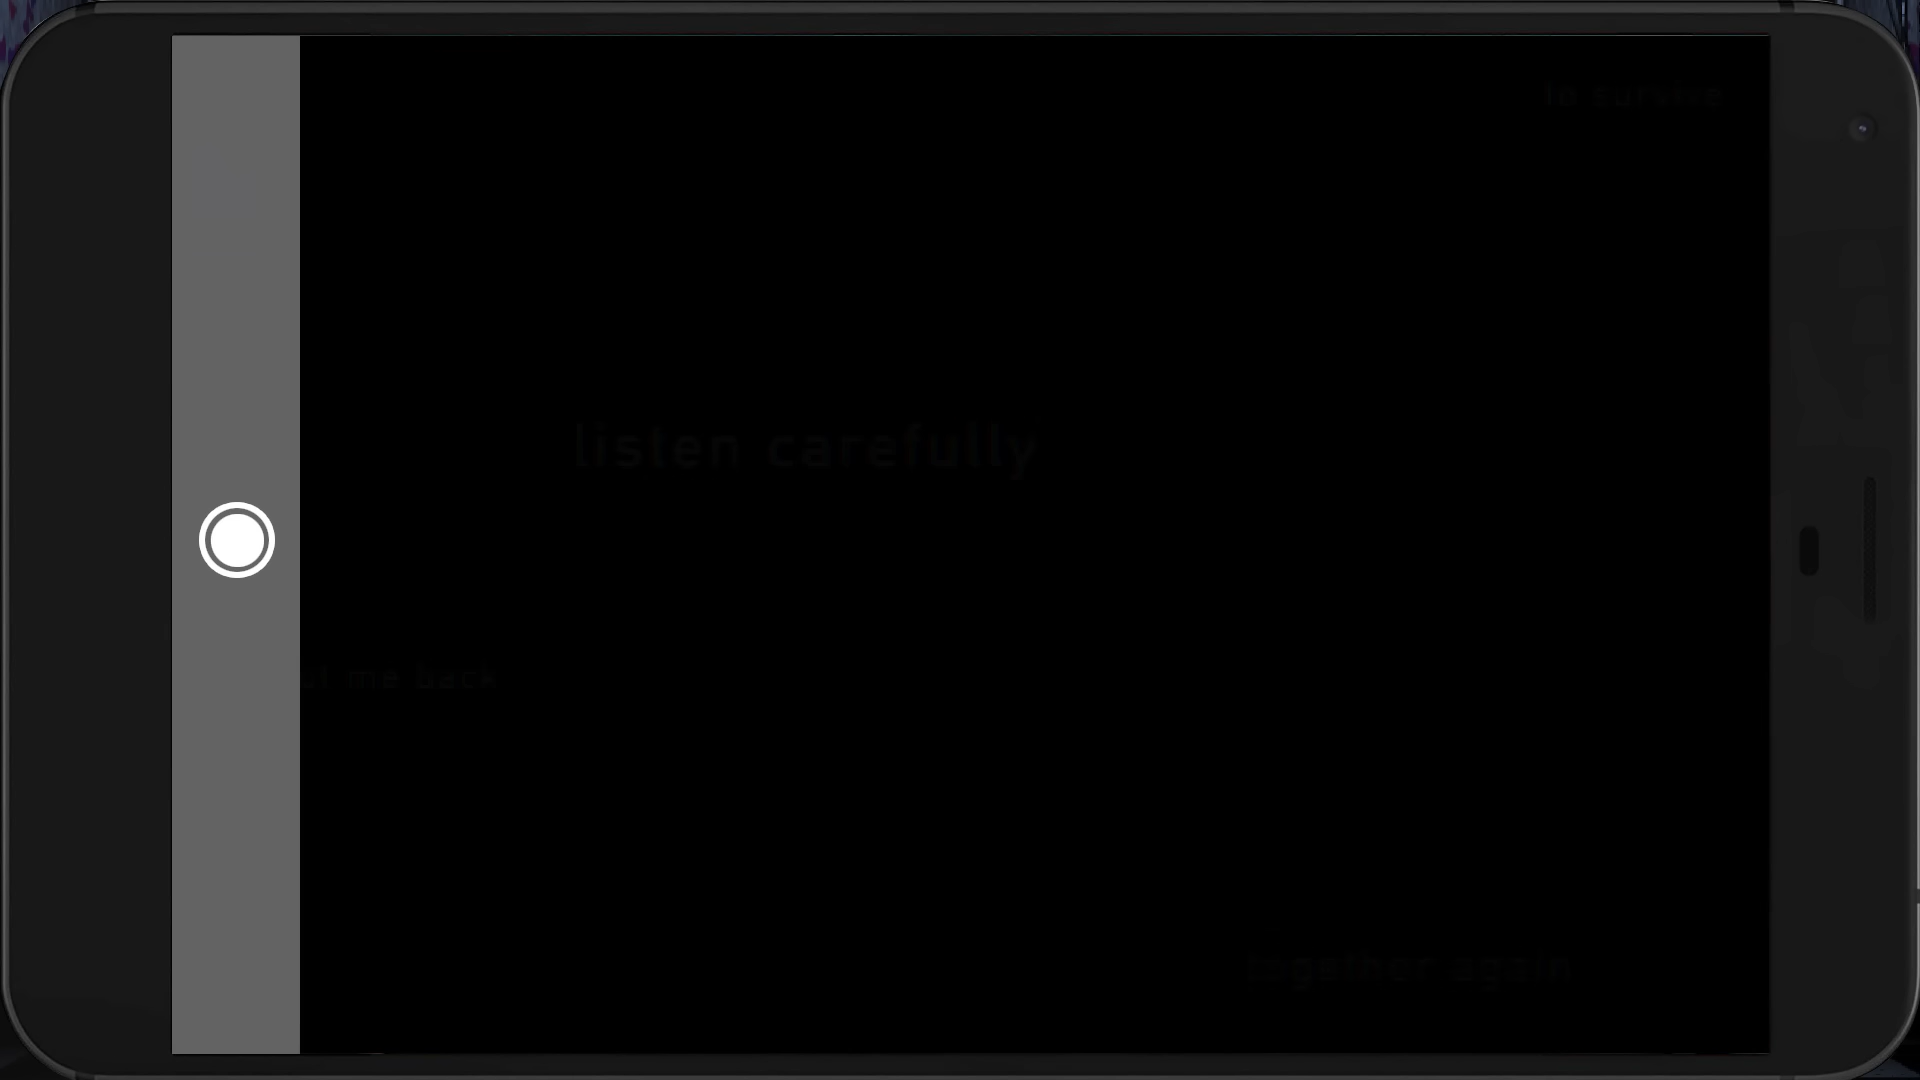 to survive
listen carefully
me back
together again